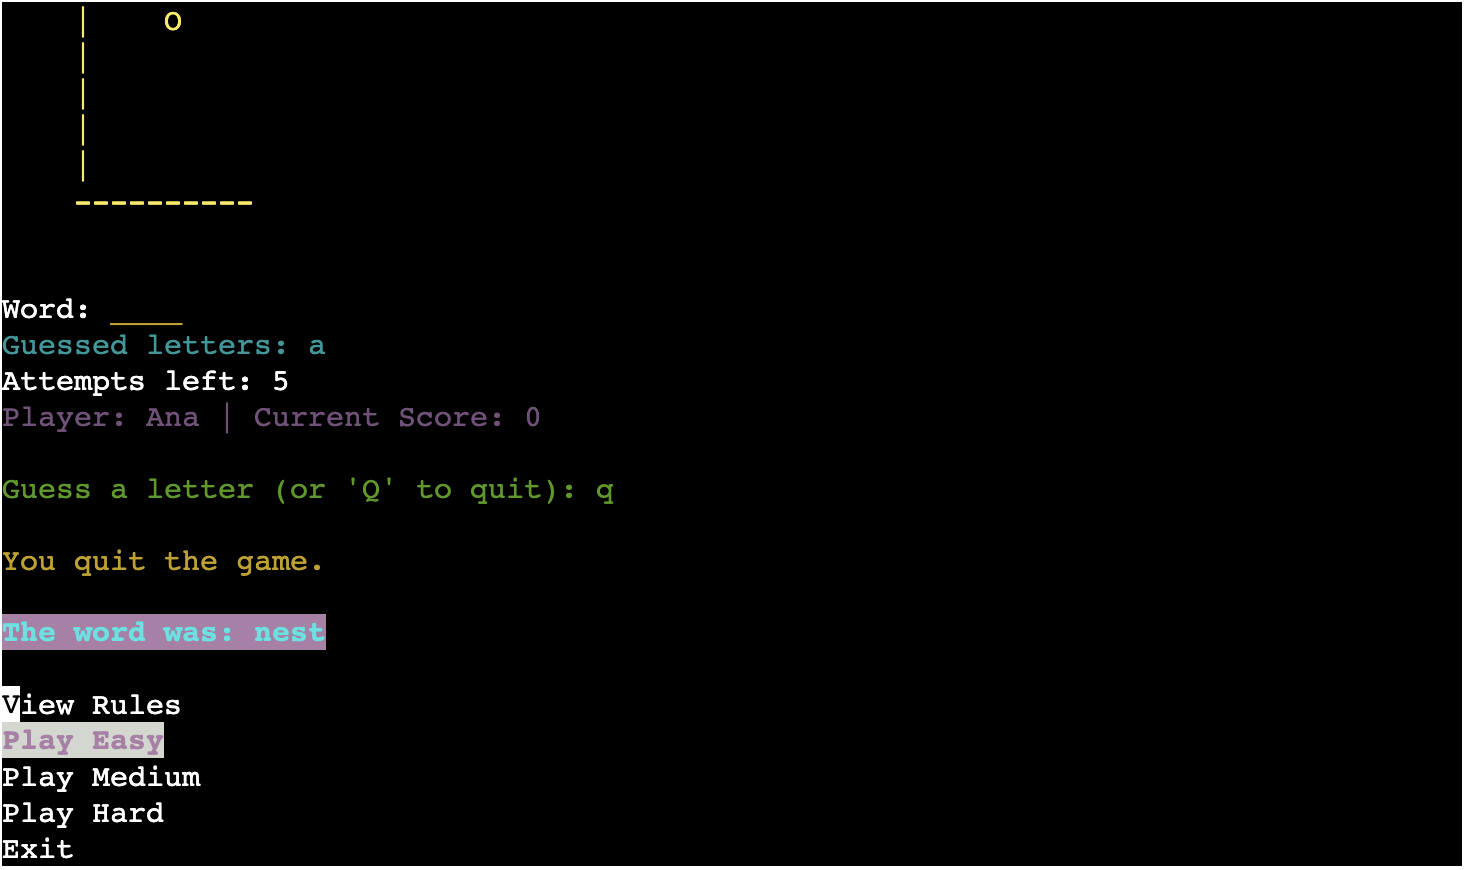 | O
|
|
|
|
----------
Word: ____
Guessed letters: a
Attempts left: 5
Player: Ana | Current Score: 0
Guess a letter (or 'Q' to quit): q
You quit the game.
The word was: nest
View Rules
Play Easy
Play Medium
Play Hard
Exit